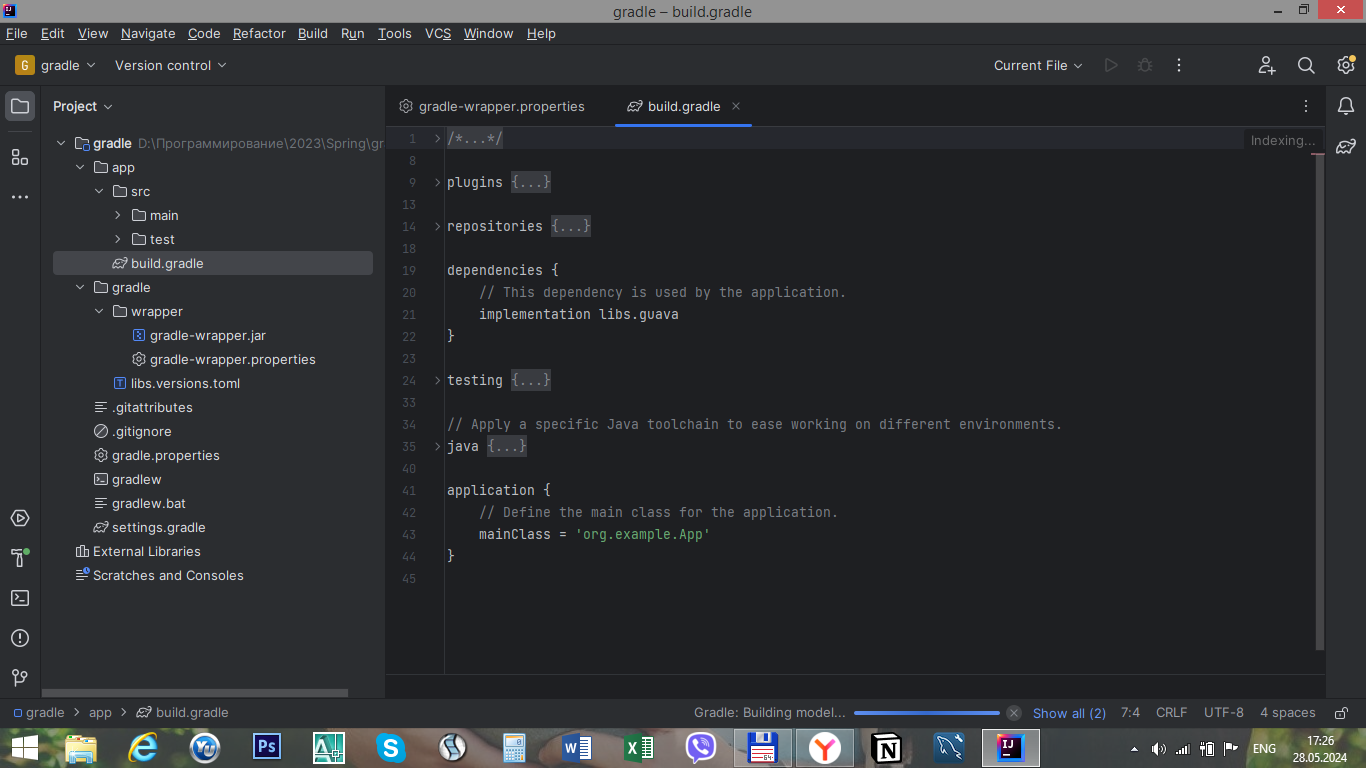 gradle – build.gradle
File Edit View Navigate Code Refactor Build Run Tools VCS Window Help
G gradle Version control Current File
Project
gradle-wrapper.properties build.gradle
gradle D:\Программирование\2023\Spring\gr
app
src
main
test
build.gradle
gradle
wrapper
gradle-wrapper.jar
gradle-wrapper.properties
T libs.versions.toml
.gitattributes
.gitignore
gradle.properties
gradlew
gradlew.bat
settings.gradle
External Libraries
Scratches and Consoles
1 /*...*/ Indexing...
8
9 plugins {...}
13
14 repositories {...}
18
19 dependencies {
20 // This dependency is used by the application.
21 implementation libs.guava
22 }
23
24 testing {...}
33
34 // Apply a specific Java toolchain to ease working on different environments.
35 java {...}
40
41 application {
42 // Define the main class for the application.
43 mainClass = 'org.example.App'
44 }
45
gradle > app > build.gradle Gradle: Building model... Show all (2) 7:4 CRLF UTF-8 4 spaces
Ps S W X Y N IJ ENG 17:26
28.05.2024